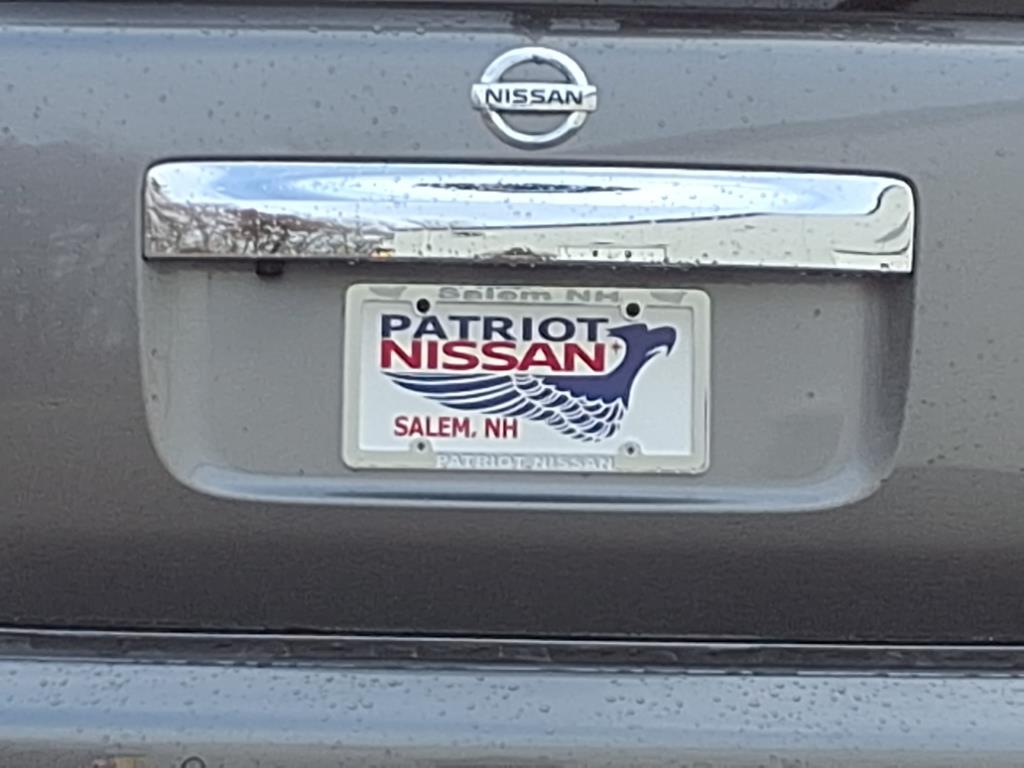 NISSAN
Salem NH
PATRIOT
NISSAN
SALEM, NH
PATRIOT NISSAN